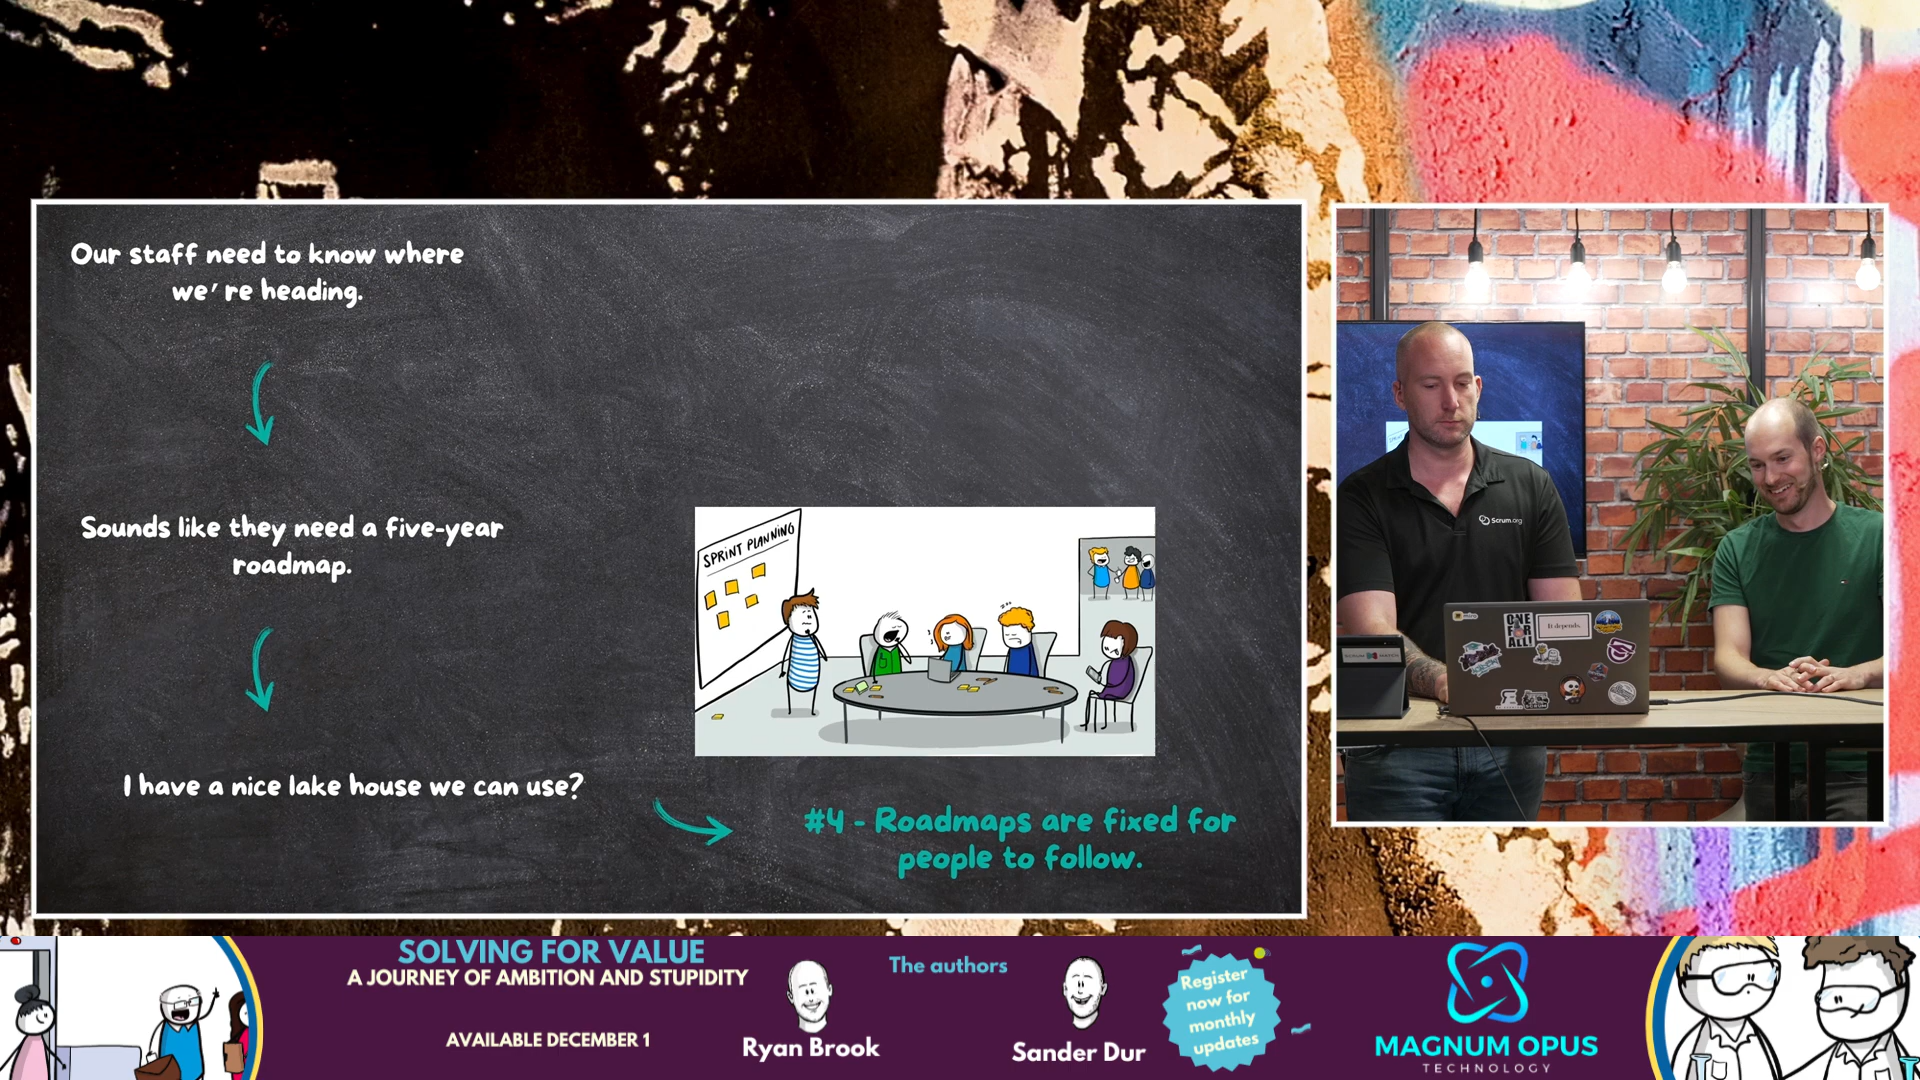 Our staff need to know where
we're heading.
Sounds like they need a five-year
roadmap.
I have a nice lake house we can use?
SPRINT PLANNING
#4 - Roadmaps are fixed for
people to follow.
Scrum.org
ONE
FOR
ALL!
It depends.
SOLVING FOR VALUE
A JOURNEY OF AMBITION AND STUPIDITY
AVAILABLE DECEMBER 1
The authors
Ryan Brook
Sander Dur
Register
now for
monthly
updates
MAGNUM OPUS
TECHNOLOGY